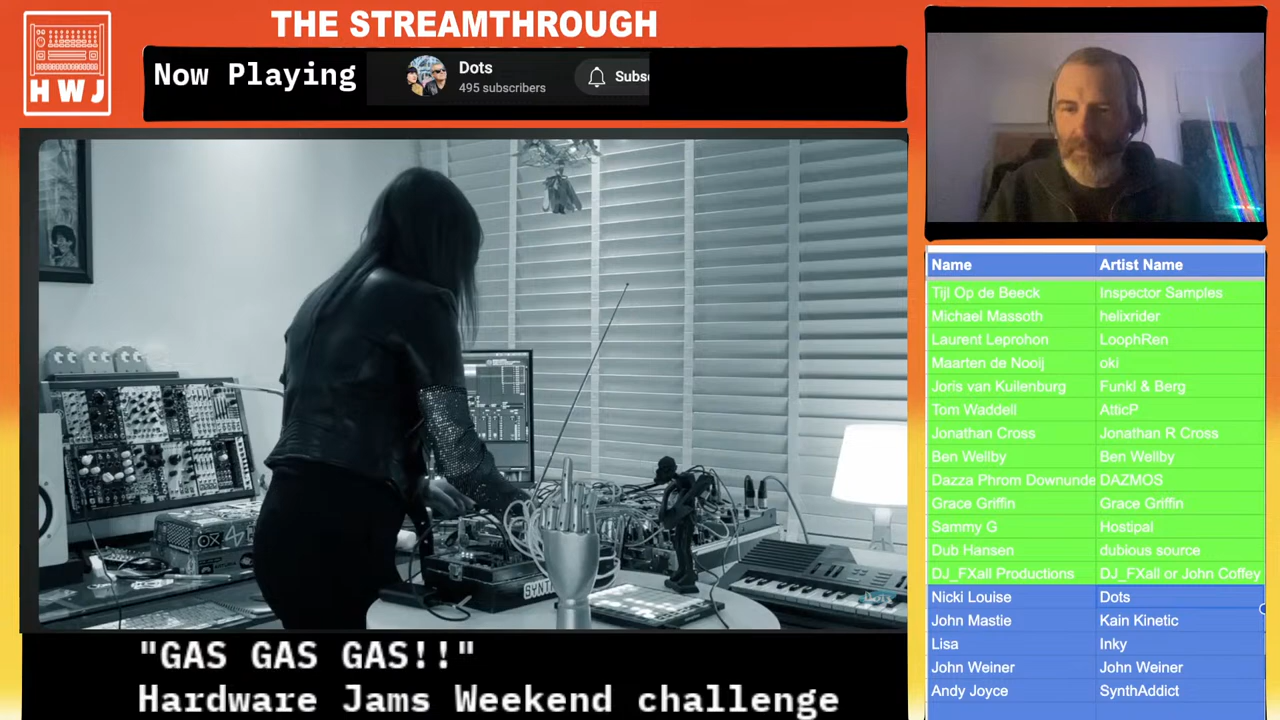 THE STREAMTHROUGH
HWJ
Now Playing
Dots
495 subscribers
Subs
Name Artist Name
Tijl Op de Beeck Inspector Samples
Michael Massoth helixrider
Laurent Leprohon LoophRen
Maarten de Nooij oki
Joris van Kuilenburg Funkl & Berg
Tom Waddell AtticP
Jonathan Cross Jonathan R Cross
Ben Wellby Ben Wellby
Dazza Phrom Downunde DAZMOS
Grace Griffin Grace Griffin
Sammy G Hostipal
Dub Hansen dubious source
DJ_FXall Productions DJ_FXall or John Coffey
Nicki Louise Dots
John Mastie Kain Kinetic
Lisa Inky
John Weiner John Weiner
Andy Joyce SynthAddict
SYNTH
Dots
"GAS GAS GAS!!"
Hardware Jams Weekend challenge